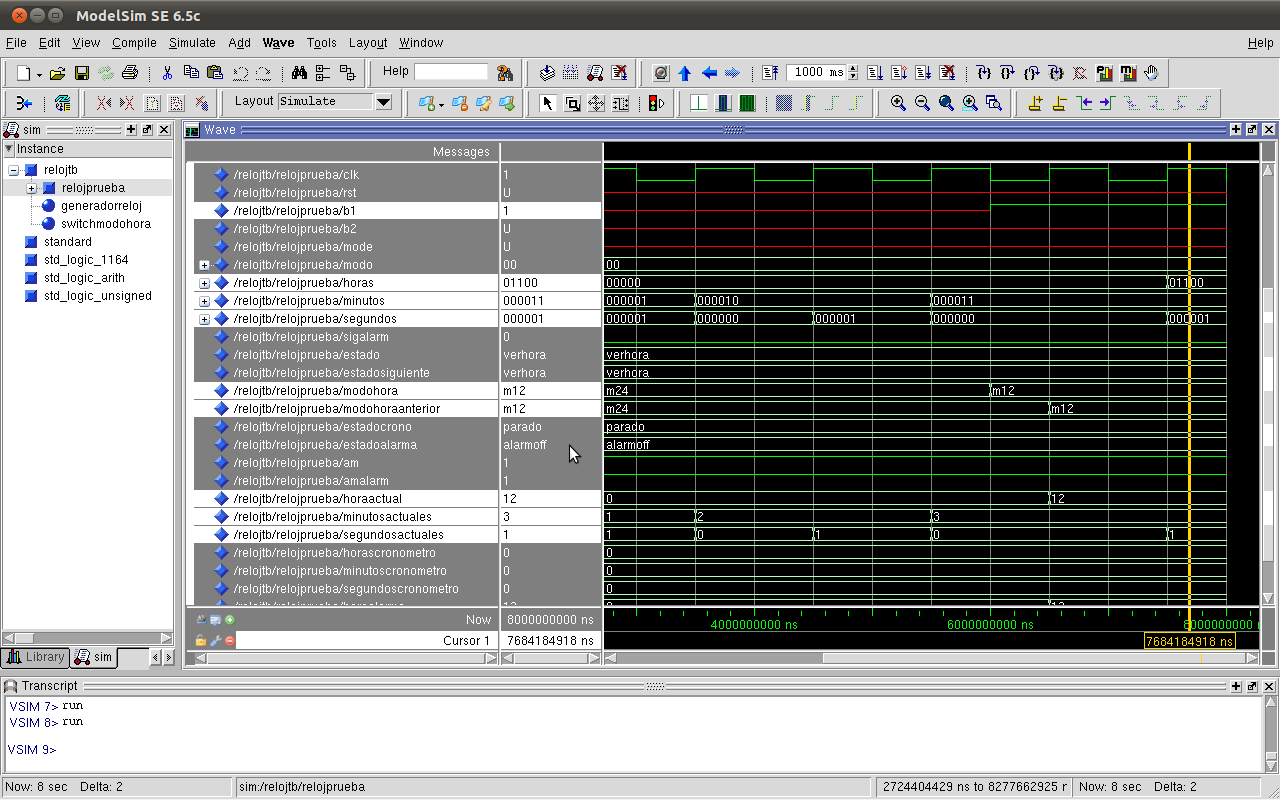 ModelSim SE 6.5c
File Edit View Compile Simulate Add Wave Tools Layout Window Help
Help 1000 ms
Layout Simulate
sim
Wave
Instance
relojtb
relojprueba
generadorreloj
switchmodohora
standard
std_logic_1164
std_logic_arith
std_logic_unsigned
Messages
/relojtb/relojprueba/clk 1
/relojtb/relojprueba/rst U
/relojtb/relojprueba/b1 1
/relojtb/relojprueba/b2 U
/relojtb/relojprueba/mode U
/relojtb/relojprueba/modo 00 00
/relojtb/relojprueba/horas 01100 00000 01100
/relojtb/relojprueba/minutos 000011 000001 000010 000011
/relojtb/relojprueba/segundos 000001 000001 000000 000001 000000 000001
/relojtb/relojprueba/sigalarm 0
/relojtb/relojprueba/estado verhora verhora
/relojtb/relojprueba/estadosiguiente verhora verhora
/relojtb/relojprueba/modohora m12 m24 m12
/relojtb/relojprueba/modohoraanterior m12 m24 m12
/relojtb/relojprueba/estadocrono parado parado
/relojtb/relojprueba/estadoalarma alarmoff alarmoff
/relojtb/relojprueba/am 1
/relojtb/relojprueba/amalarm 1
/relojtb/relojprueba/horaactual 12 0 12
/relojtb/relojprueba/minutosactuales 3 1 2 3
/relojtb/relojprueba/segundosactuales 1 1 0 1 0 1
/relojtb/relojprueba/horascronometro 0 0
/relojtb/relojprueba/minutoscronometro 0 0
/relojtb/relojprueba/segundoscronometro 0 0
Now 8000000000 ns 4000000000 ns 6000000000 ns 8000000000 ns
Cursor 1 7684184918 ns 7684184918 ns
Library sim
Transcript
VSIM 7> run
VSIM 8> run
VSIM 9>
Now: 8 sec Delta: 2 sim:/relojtb/relojprueba 2724404429 ns to 8277662925 Now: 8 sec Delta: 2